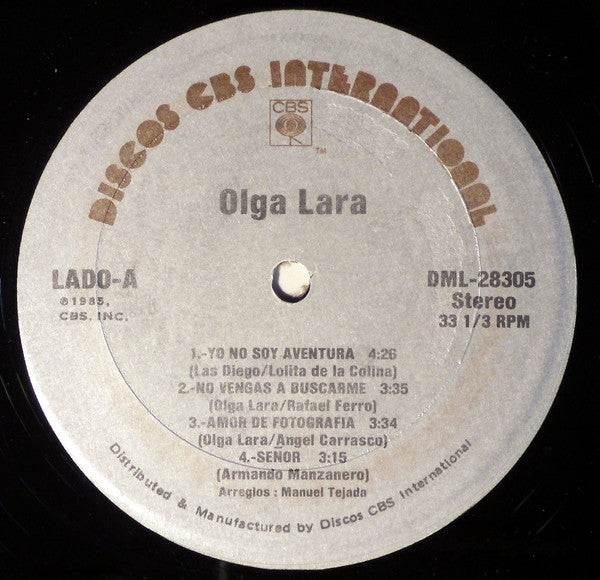 DISCOS CBS INTERNATIONAL
CBS
TM
Olga Lara
LADO-A
℗1985,
CBS, INC.
DML-28305
Stereo
33 1/3 RPM
1.-YO NO SOY AVENTURA 4:26
(Las Diego/Lolita de la Colina)
2.-NO VENGAS A BUSCARME 3:35
(Olga Lara/Rafael Ferro)
3.-AMOR DE FOTOGRAFIA 3:34
(Olga Lara/Angel Carrasco)
4.-SEÑOR 3:15
(Armando Manzanero)
Arreglos : Manuel Tejada
Distributed & Manufactured by Discos CBS International